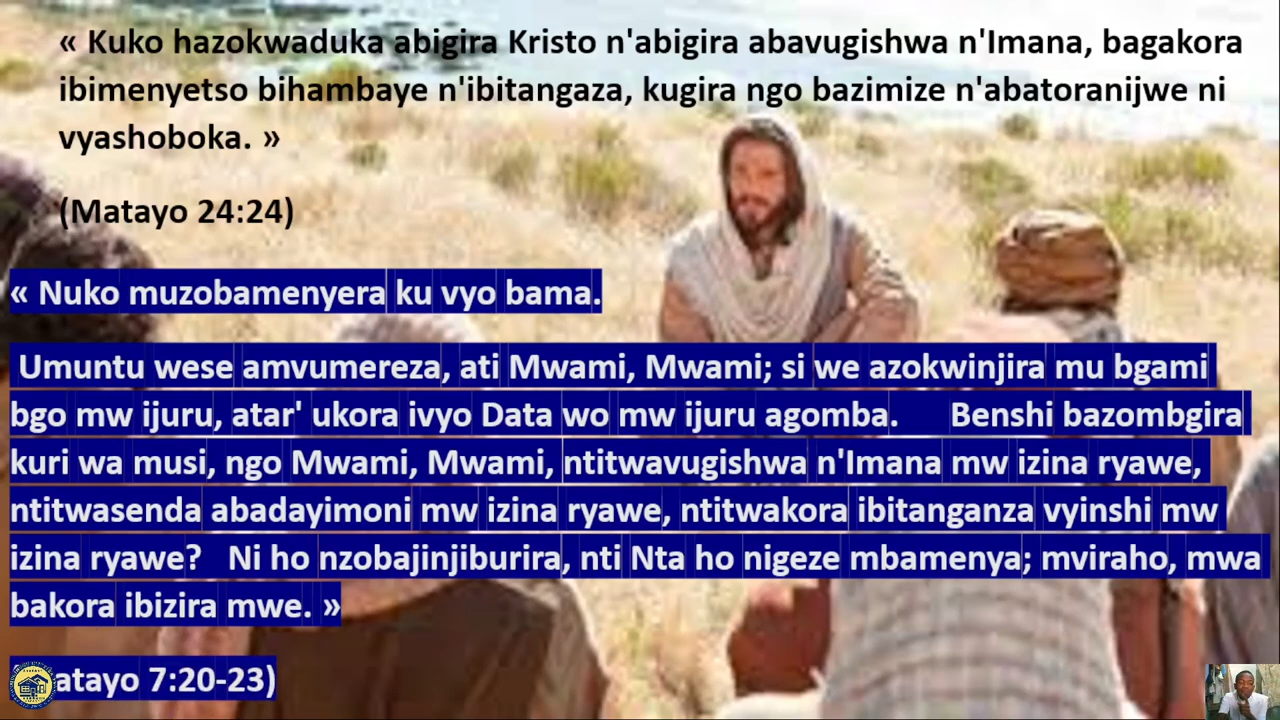 « Kuko hazokwaduka abigira Kristo n'abigira abavugishwa n'Imana, bagakora
ibimenyetso bihambaye n'ibitangaza, kugira ngo bazimize n'abatoranijwe ni
vyashoboka. »
(Matayo 24:24)
« Nuko muzobamenyera ku vyo bama.
Umuntu wese amvumereza, ati Mwami, Mwami; si we azokwinjira mu bgami
bgo mw ijuru, atar' ukora ivyo Data wo mw ijuru agomba. Benshi bazombgira
kuri wa musi, ngo Mwami, Mwami, ntitwavugishwa n'Imana mw izina ryawe,
ntitwasenda abadayimoni mw izina ryawe, ntitwakora ibitanganza vyinshi mw
izina ryawe? Ni ho nzobajinjiburira, nti Nta ho nigeze mbamenya; mviraho, mwa
bakora ibizira mwe. »
atayo 7:20-23)